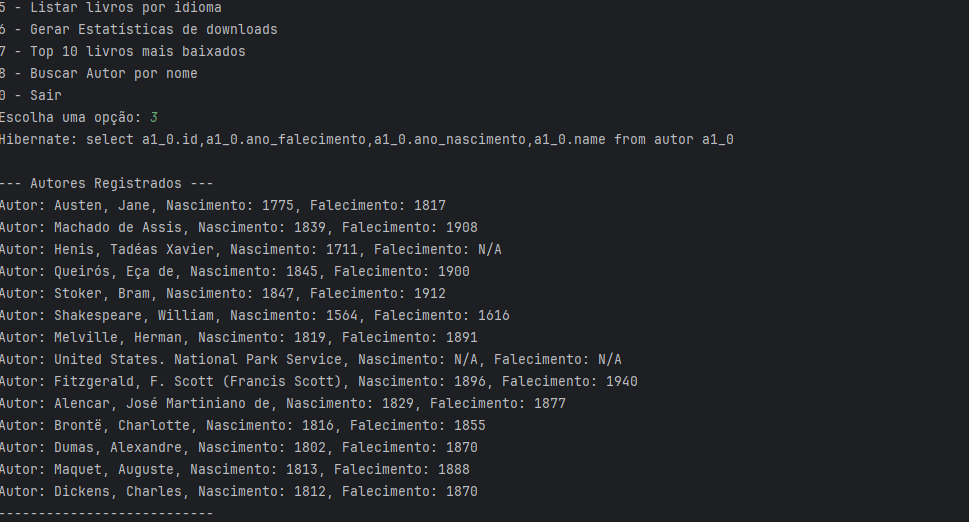 5 - Listar livros por idioma
6 - Gerar Estatísticas de downloads
7 - Top 10 livros mais baixados
8 - Buscar Autor por nome
0 - Sair
Escolha uma opção: 3
Hibernate: select a1_0.id,a1_0.ano_falecimento,a1_0.ano_nascimento,a1_0.name from autor a1_0
--- Autores Registrados ---
Autor: Austen, Jane, Nascimento: 1775, Falecimento: 1817
Autor: Machado de Assis, Nascimento: 1839, Falecimento: 1908
Autor: Henis, Tadéas Xavier, Nascimento: 1711, Falecimento: N/A
Autor: Queirós, Eça de, Nascimento: 1845, Falecimento: 1900
Autor: Stoker, Bram, Nascimento: 1847, Falecimento: 1912
Autor: Shakespeare, William, Nascimento: 1564, Falecimento: 1616
Autor: Melville, Herman, Nascimento: 1819, Falecimento: 1891
Autor: United States. National Park Service, Nascimento: N/A, Falecimento: N/A
Autor: Fitzgerald, F. Scott (Francis Scott), Nascimento: 1896, Falecimento: 1940
Autor: Alencar, José Martiniano de, Nascimento: 1829, Falecimento: 1877
Autor: Brontë, Charlotte, Nascimento: 1816, Falecimento: 1855
Autor: Dumas, Alexandre, Nascimento: 1802, Falecimento: 1870
Autor: Maquet, Auguste, Nascimento: 1813, Falecimento: 1888
Autor: Dickens, Charles, Nascimento: 1812, Falecimento: 1870
---------------------------